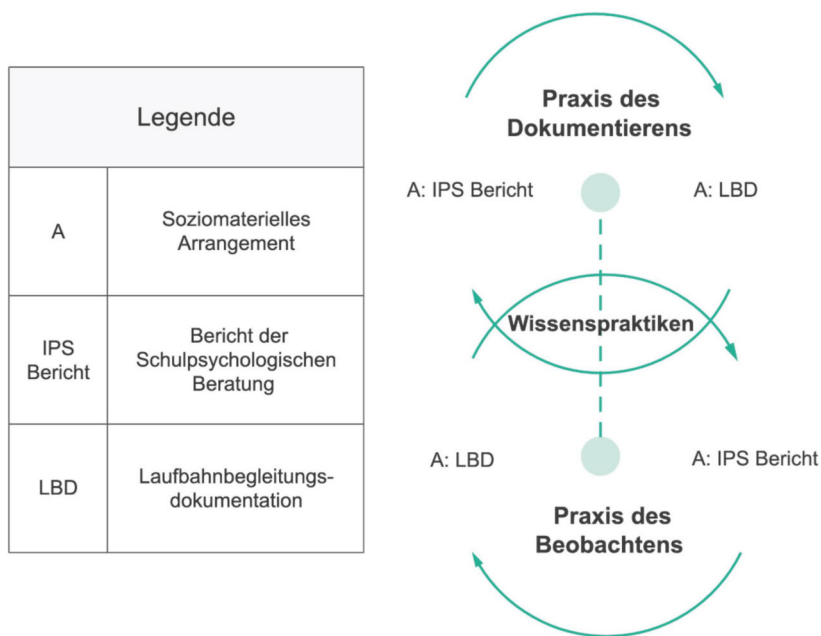 Legende
A
Soziomaterielles
Arrangement
IPS
Bericht
Bericht der
Schulpsychologischen
Beratung
LBD
Laufbahnbegleitungs-
dokumentation
Praxis des
Dokumentierens
A: IPS Bericht
A: LBD
Wissenspraktiken
A: LBD
A: IPS Bericht
Praxis des
Beobachtens